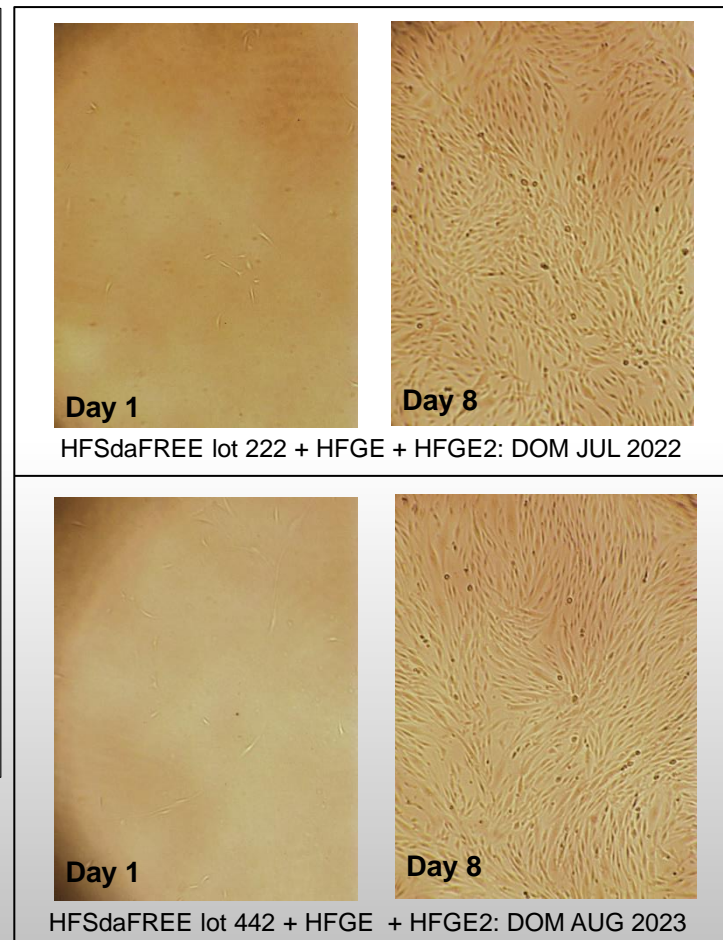 Day 1
Day 8
HFSdaFREE lot 222 + HFGE + HFGE2: DOM JUL 2022
Day 1
Day 8
HFSdaFREE lot 442 + HFGE + HFGE2: DOM AUG 2023